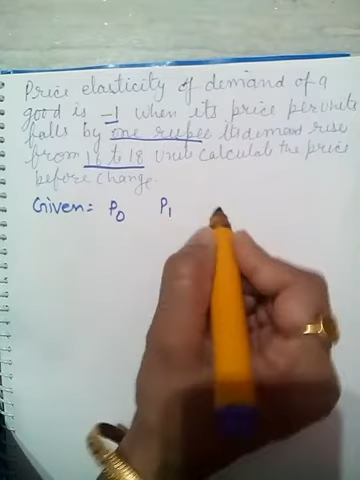 Price elasticity of demand of a
good is -1 when its price per unit
falls by one rupee its demand rise
from 16 to 18 units calculate the price
before change.
Given = P0 P1